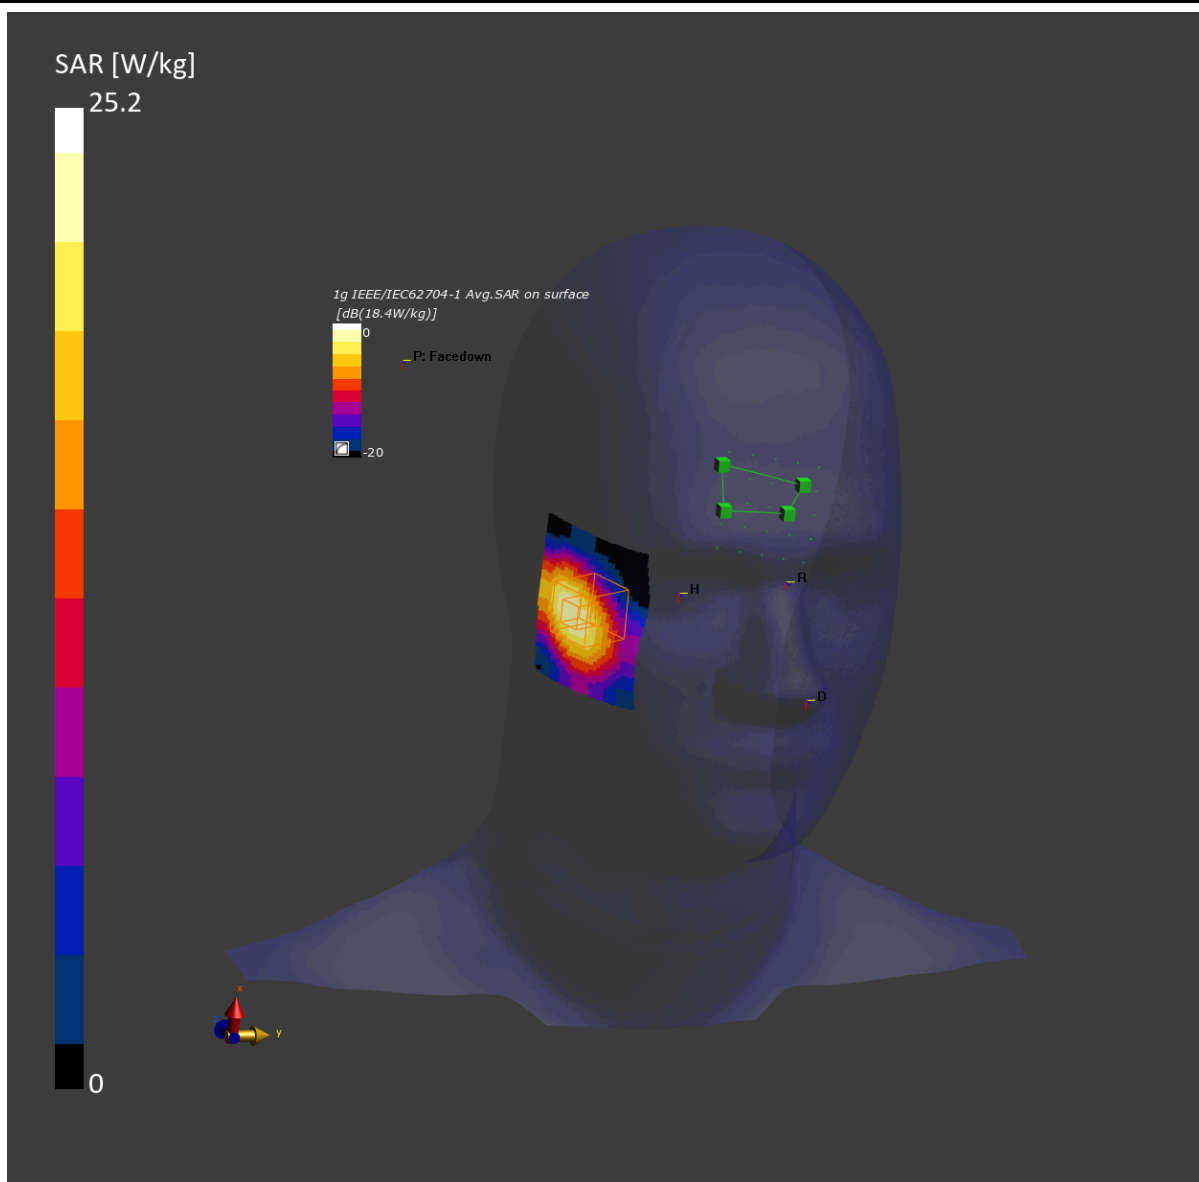 SAR [W/kg]
25.2
1g IEEE/IEC62704-1 Avg.SAR on surface
[dB(18.4W/kg)]
0
P: Facedown
-20
R
H
D
x
y
0